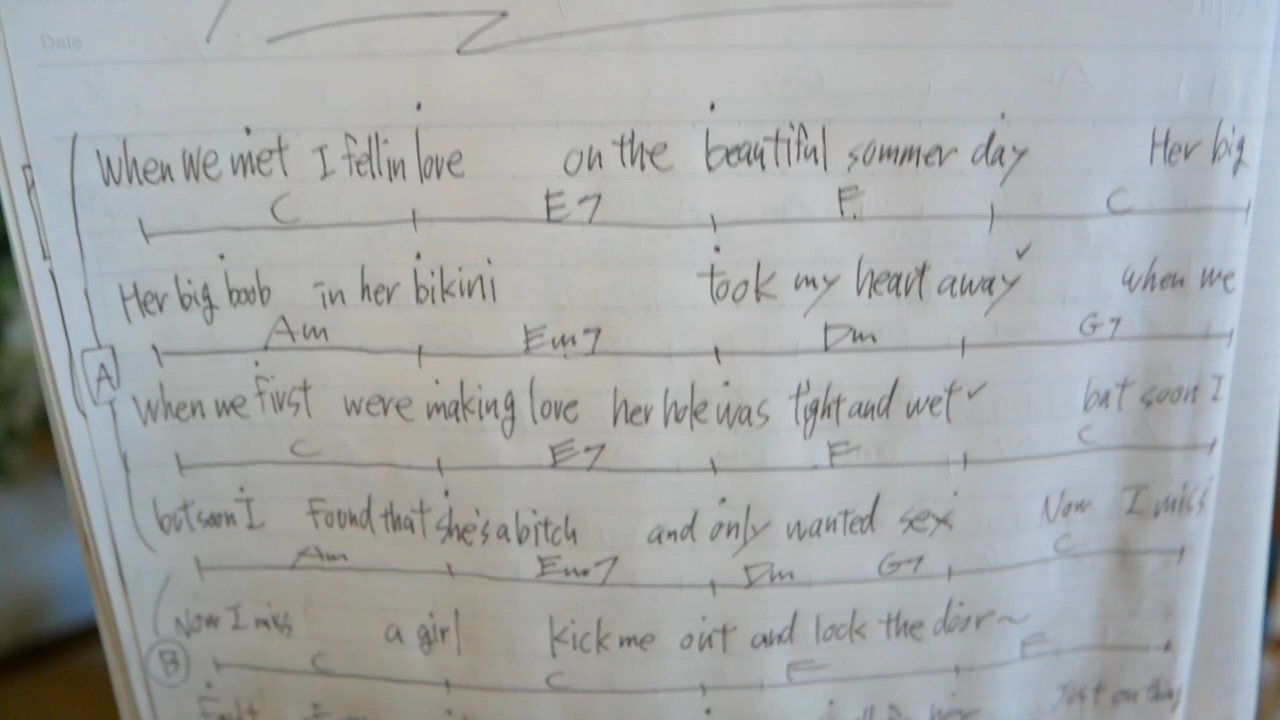 Date
When we met I fell in love on the beautiful sommer day Her big
C E7 F C
Her big boob in her bikini took my heart away when we
Am Em7 Dm G7
A
When we first were making love her hole was tight and wet but soon I
C E7 F C
but soon I Found that she's a bitch and only wanted sex Now I miss
Am Em7 Dm G7 C
Now I miss a girl kick me out and lock the door~
B
C C F F